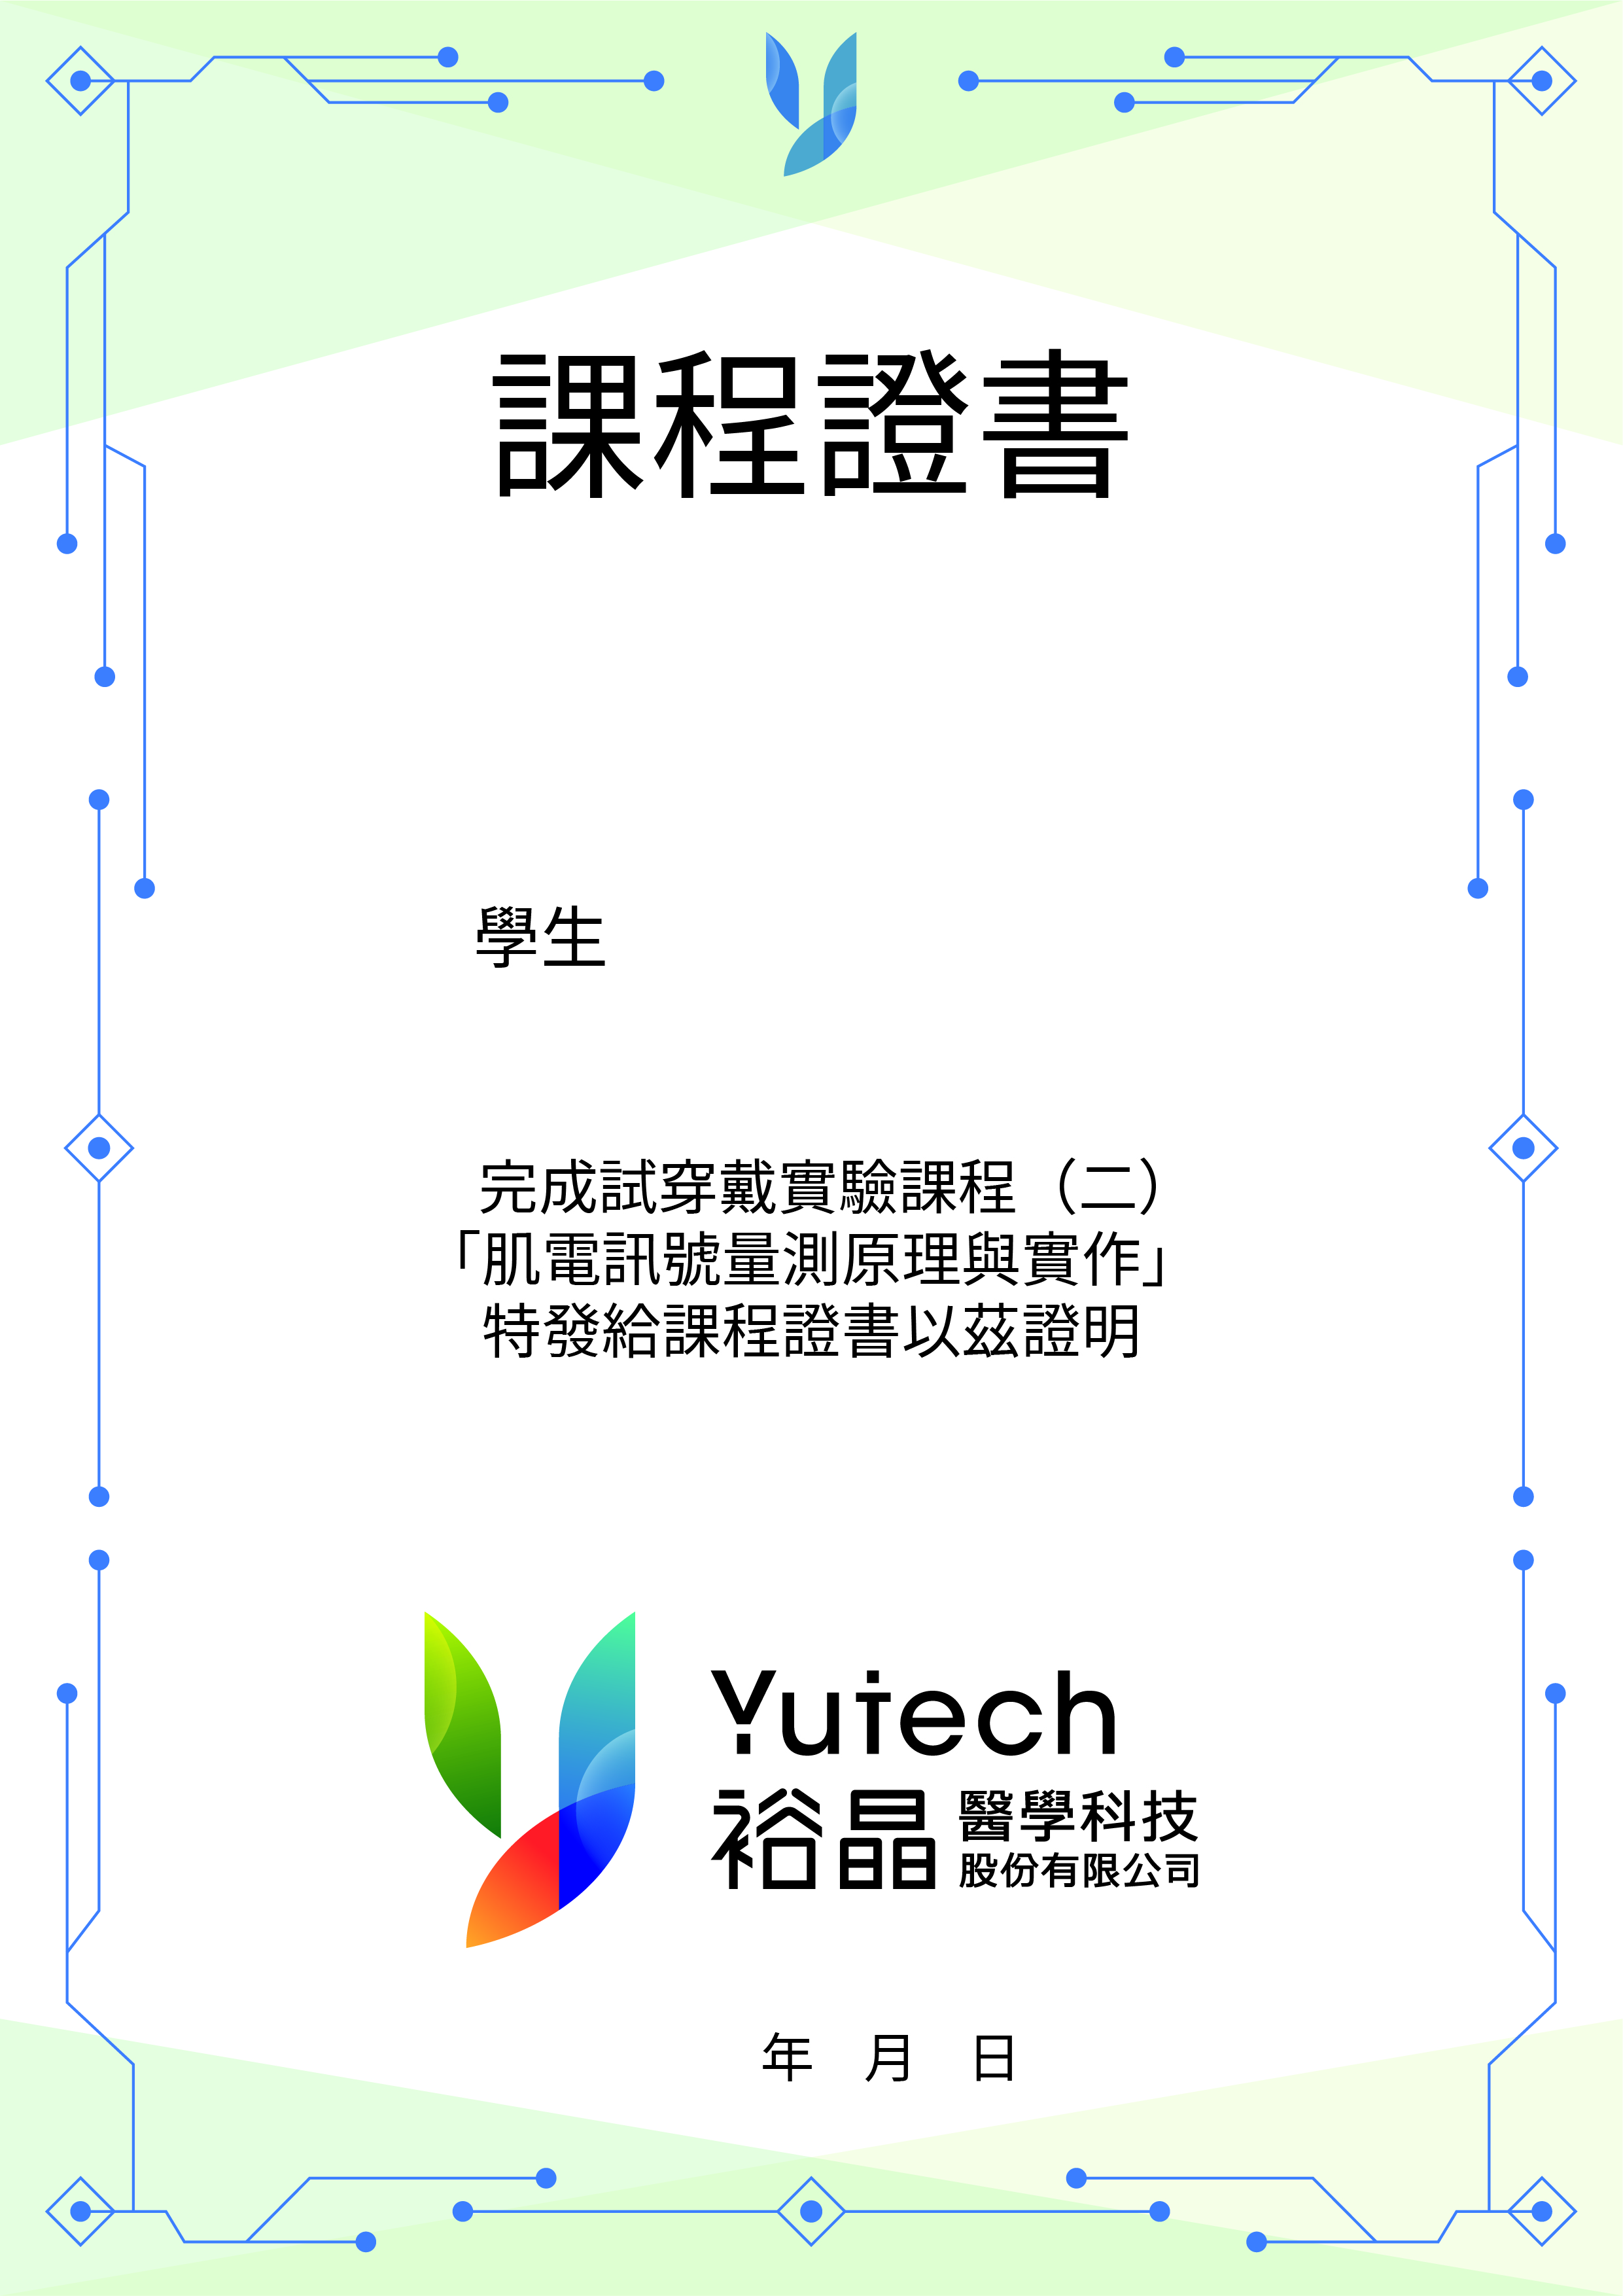 課程證書
學生
完成試穿戴實驗課程（二）
「肌電訊號量測原理與實作」
特發給課程證書以茲證明
Yutech
裕晶 醫學科技
股份有限公司
年 月 日